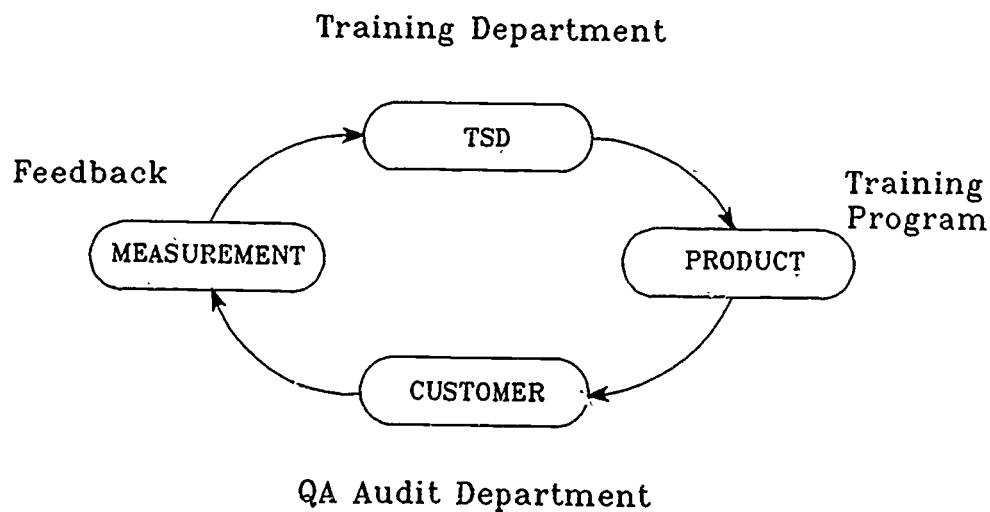 Training Department
TSD
Feedback
Training
Program
MEASUREMENT
PRODUCT
CUSTOMER
QA Audit Department